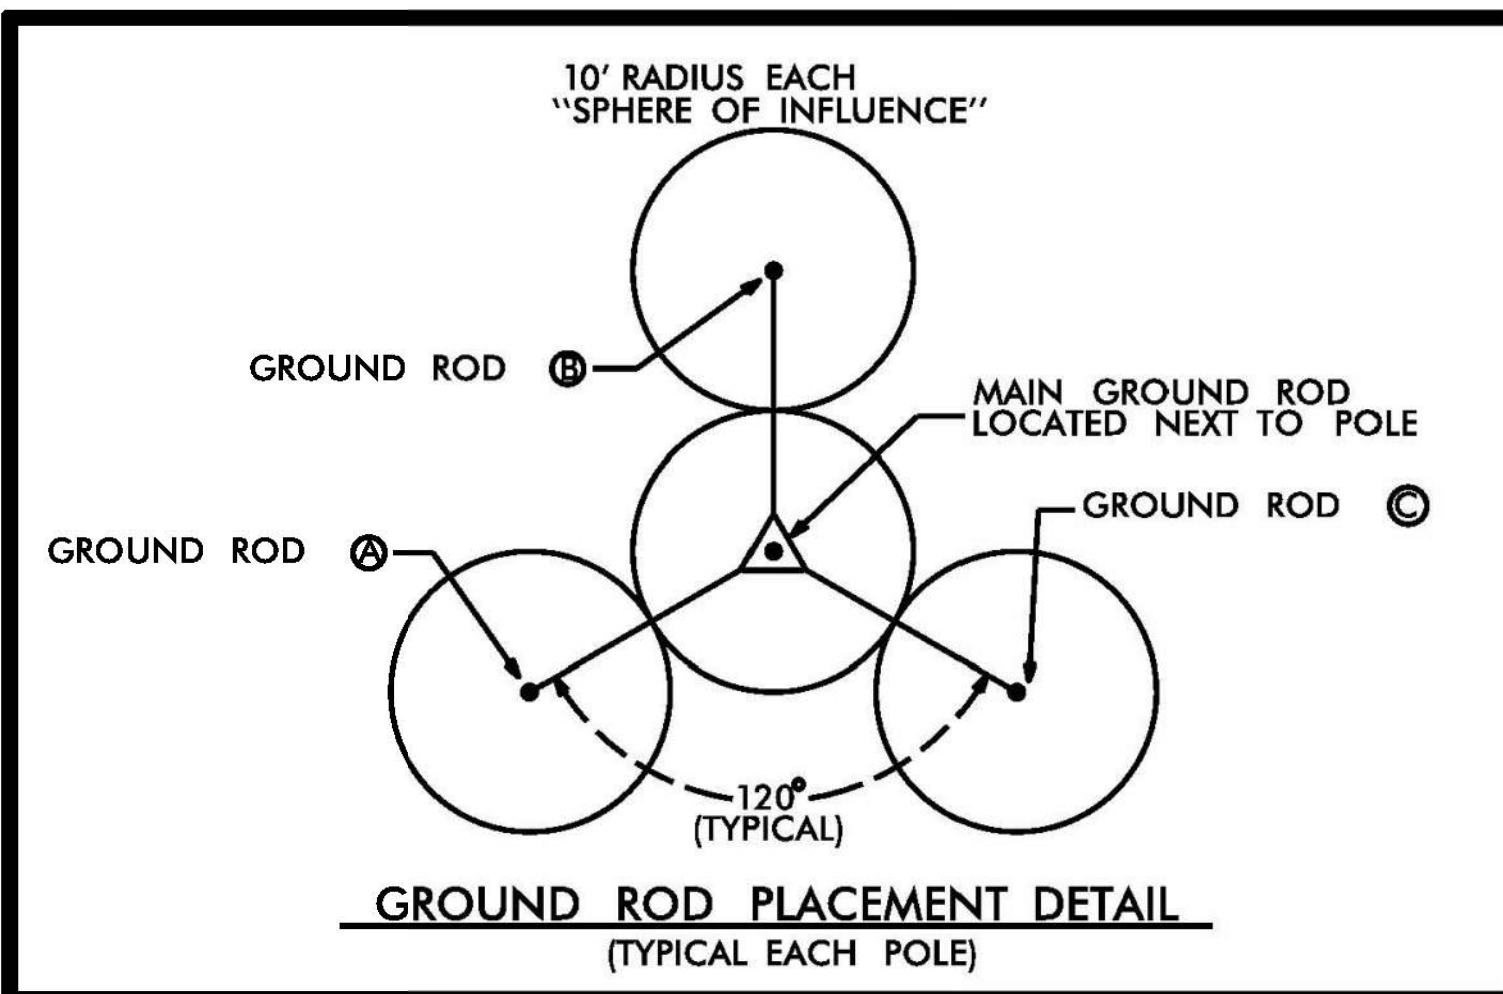 10' RADIUS EACH
"SPHERE OF INFLUENCE"
GROUND ROD Ⓑ
MAIN GROUND ROD
LOCATED NEXT TO POLE
GROUND ROD Ⓒ
GROUND ROD Ⓐ
120°
(TYPICAL)
GROUND ROD PLACEMENT DETAIL
(TYPICAL EACH POLE)